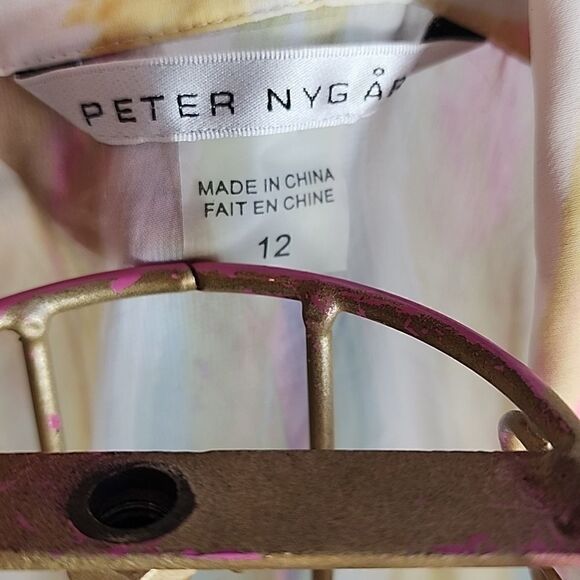 PETER NYGÅR
MADE IN CHINA
FAIT EN CHINE
12